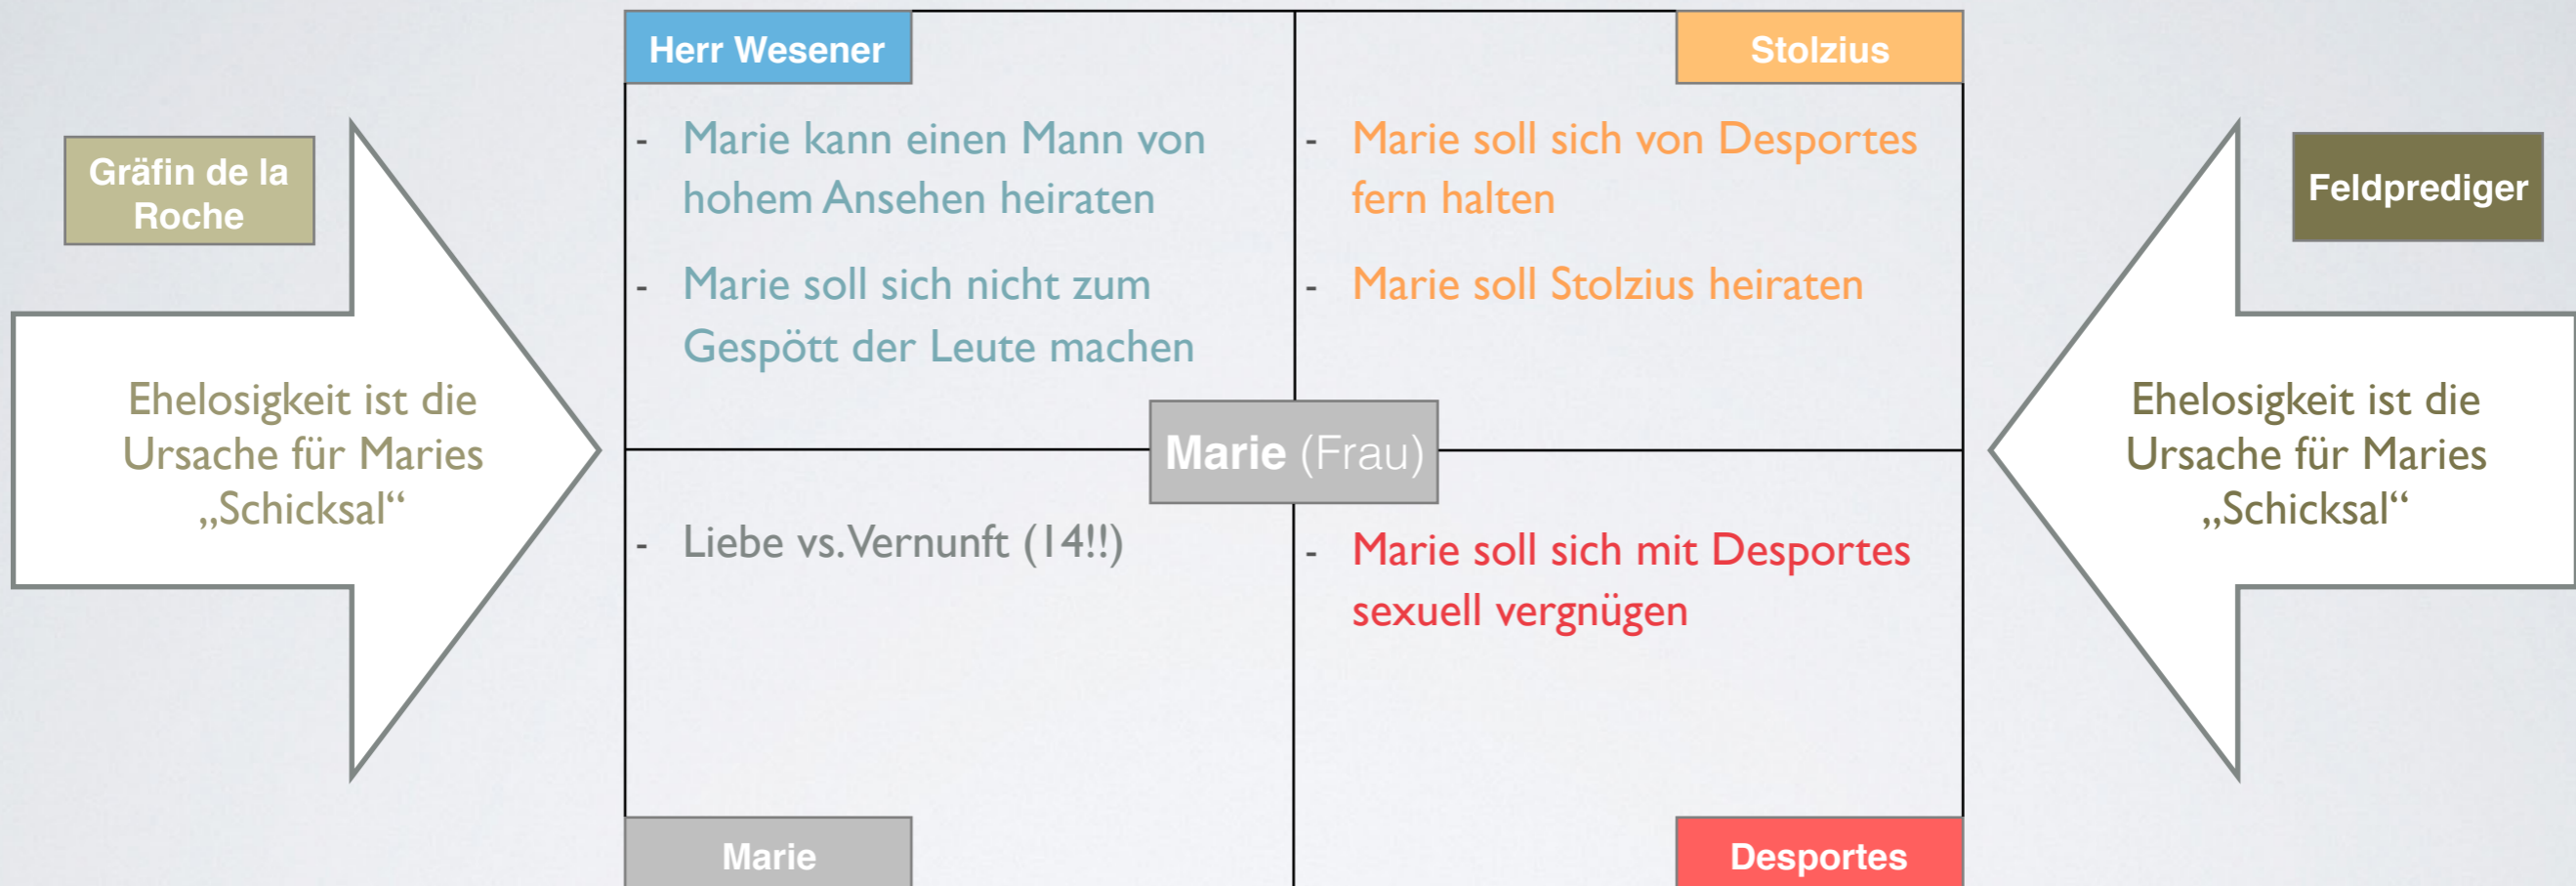 Gräfin de la
Roche
Ehelosigkeit ist die
Ursache für Maries
„Schicksal“
Herr Wesener
- Marie kann einen Mann von
hohem Ansehen heiraten
- Marie soll sich nicht zum
Gespött der Leute machen
Stolzius
- Marie soll sich von Desportes
fern halten
- Marie soll Stolzius heiraten
Marie (Frau)
- Liebe vs. Vernunft (14!!)
Marie
- Marie soll sich mit Desportes
sexuell vergnügen
Desportes
Feldprediger
Ehelosigkeit ist die
Ursache für Maries
„Schicksal“